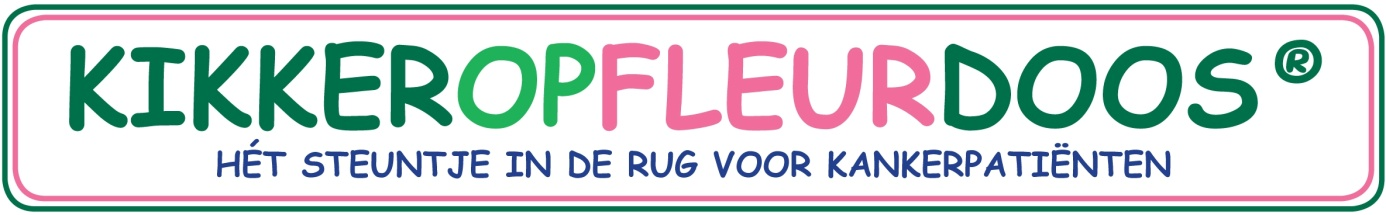 KIKKEROPFLEURDOOS®
HÉT STEUNTJE IN DE RUG VOOR KANKERPATIËNTEN